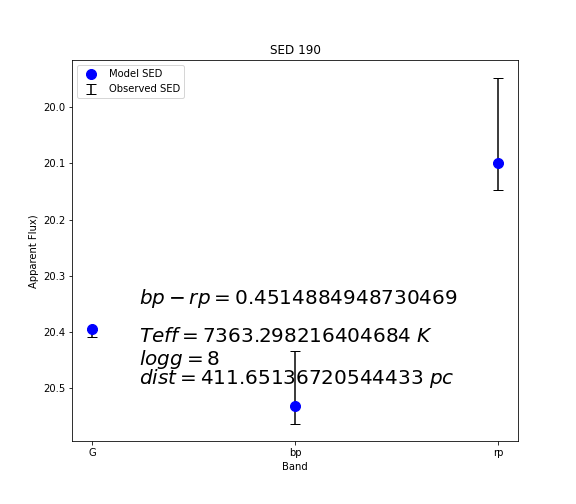 SED 190
Model SED
Observed SED
Apparent Flux)
20.0
20.1
20.2
20.3
20.4
20.5
bp − rp = 0.4514884948730469
Teff = 7363.298216404684 K
logg = 8
dist = 411.65136720544433 pc
G
bp
rp
Band